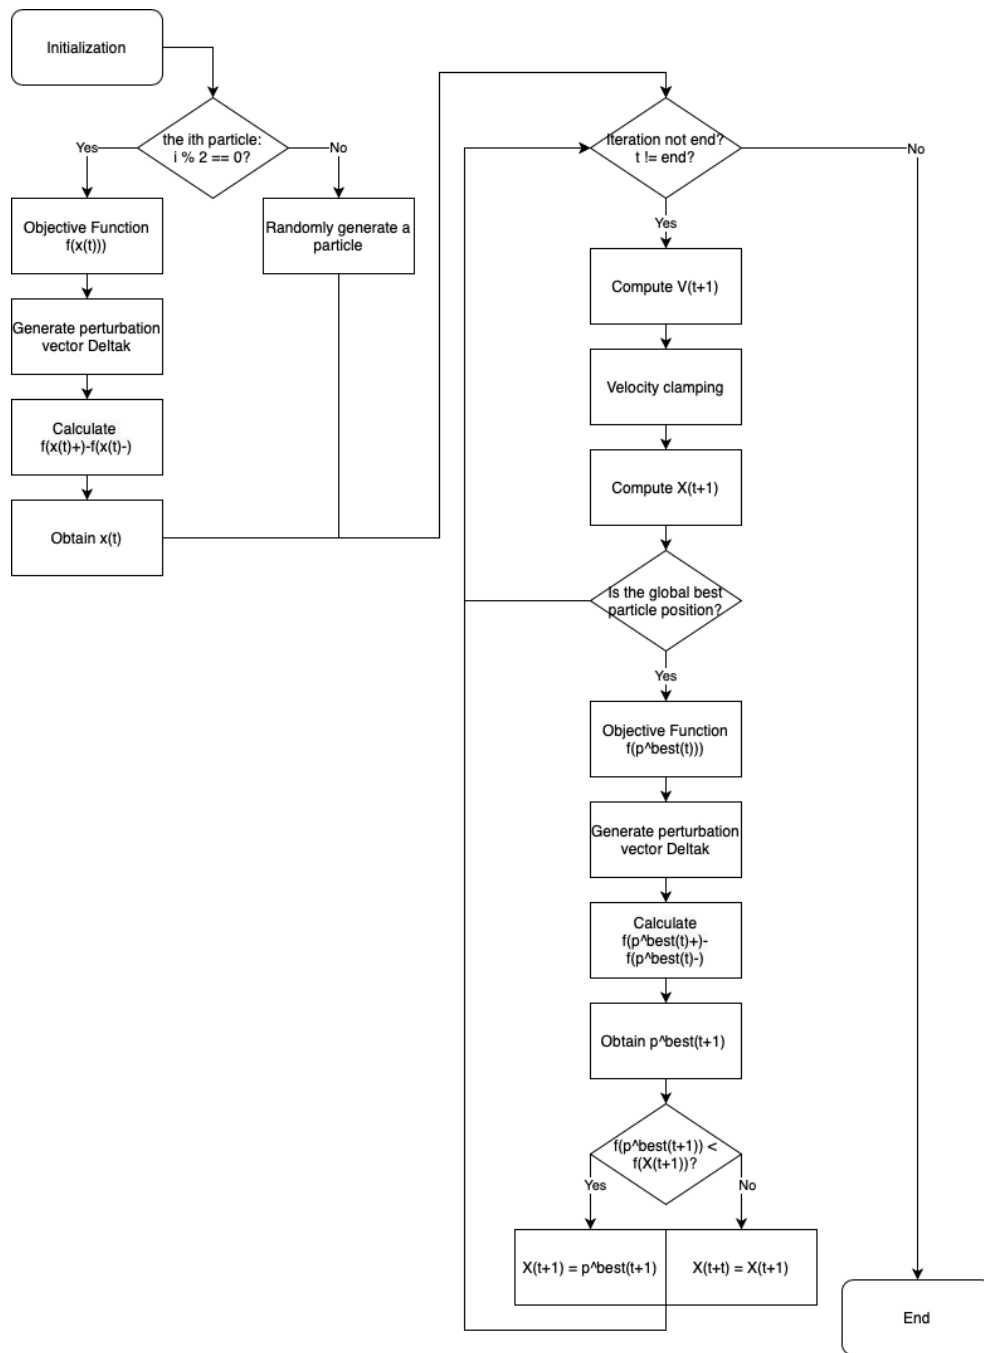 Initialization
the ith particle:
i % 2 == 0?
Yes
No
Objective Function
f(x(t)))
Randomly generate a
particle
Generate perturbation
vector Deltak
Calculate
f(x(t)+)-f(x(t)-)
Obtain x(t)
Iteration not end?
t != end?
No
Yes
Compute V(t+1)
Velocity clamping
Compute X(t+1)
Is the global best
particle position?
Yes
Objective Function
f(p^best(t)))
Generate perturbation
vector Deltak
Calculate
f(p^best(t)+)-
f(p^best(t)-)
Obtain p^best(t+1)
f(p^best(t+1)) <
f(X(t+1))?
Yes
No
X(t+1) = p^best(t+1)
X(t+t) = X(t+1)
End